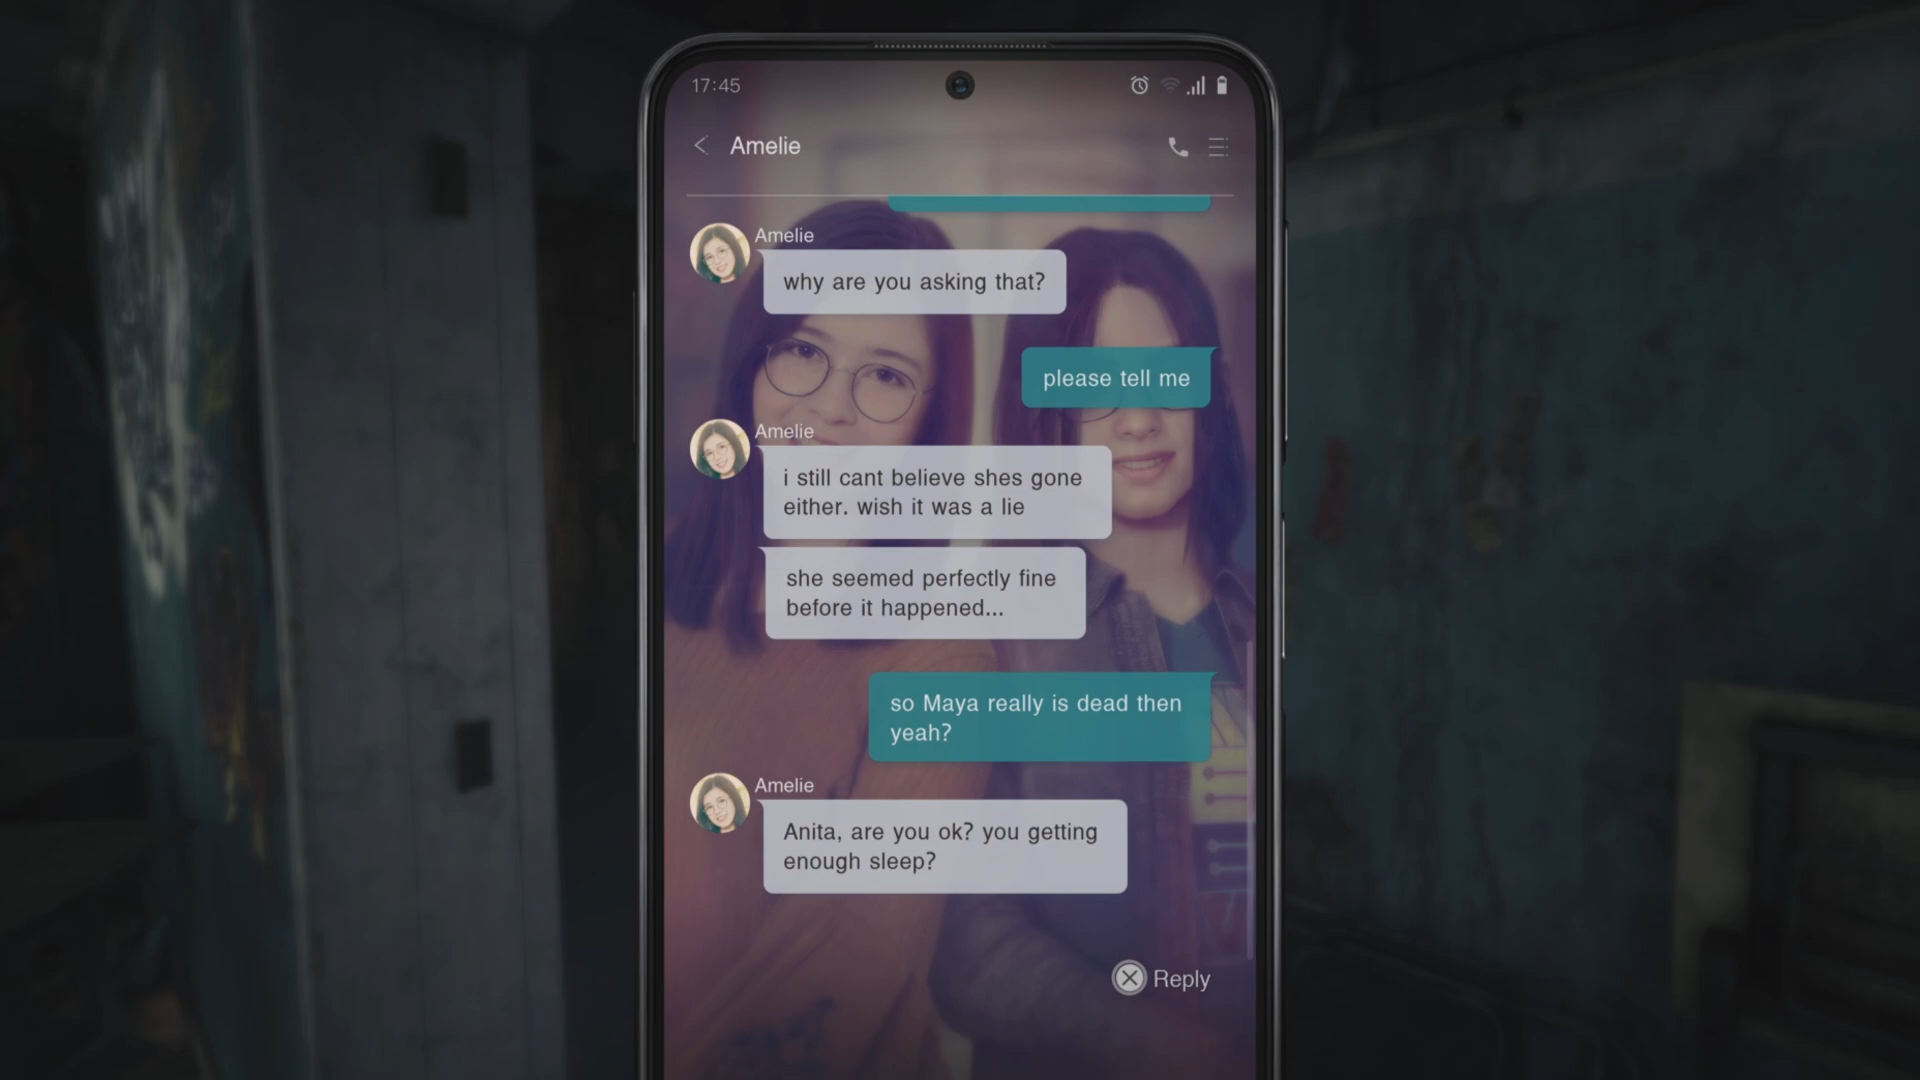 17:45
Amelie
Amelie
why are you asking that?
please tell me
Amelie
i still cant believe shes gone
either. wish it was a lie
she seemed perfectly fine
before it happened...
so Maya really is dead then
yeah?
Amelie
Anita, are you ok? you getting
enough sleep?
Reply